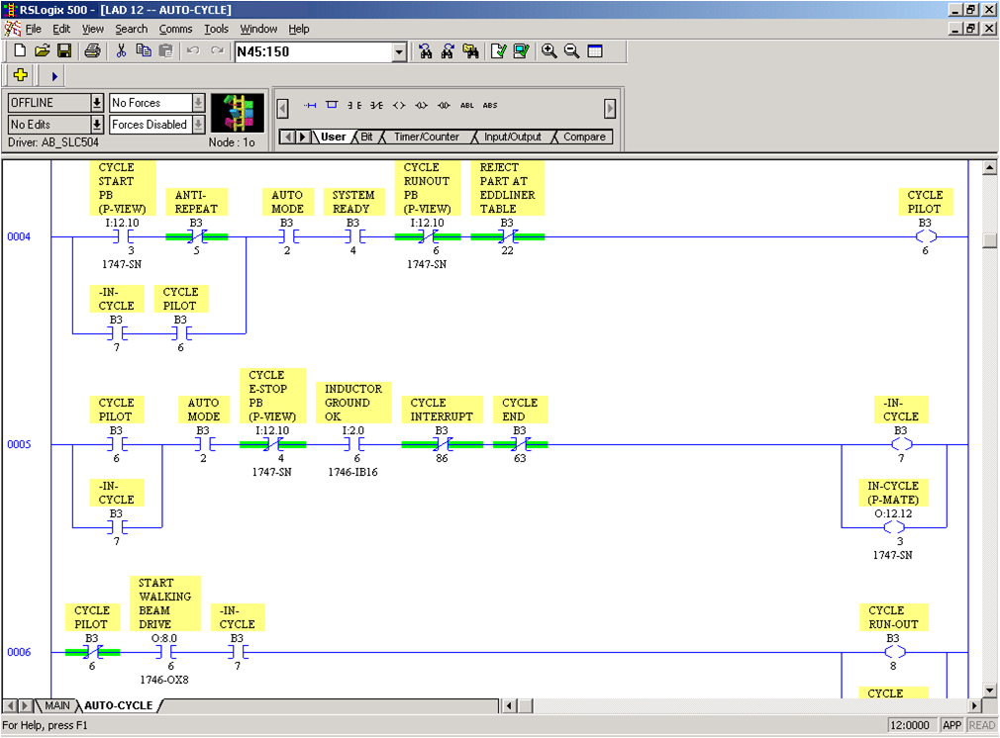 RSLogix 500 - [LAD 12 -- AUTO-CYCLE]
File Edit View Search Comms Tools Window Help
N45:150
OFFLINE No Forces
No Edits Forces Disabled
Driver: AB_SLC504 Node : 1o
ABL ABS
User Bit Timer/Counter Input/Output Compare
CYCLE
START
PB
(P-VIEW)
I:12.10
3
1747-SN
ANTI-
REPEAT
B3
5
AUTO
MODE
B3
2
SYSTEM
READY
B3
4
CYCLE
RUNOUT
PB
(P-VIEW)
I:12.10
6
1747-SN
REJECT
PART AT
EDDLINER
TABLE
B3
22
CYCLE
PILOT
B3
6
0004
-IN-
CYCLE
B3
7
CYCLE
PILOT
B3
6
CYCLE
PILOT
B3
6
AUTO
MODE
B3
2
CYCLE
E-STOP
PB
(P-VIEW)
I:12.10
4
1747-SN
INDUCTOR
GROUND
OK
I:2.0
6
1746-IB16
CYCLE
INTERRUPT
B3
86
CYCLE
END
B3
63
-IN-
CYCLE
B3
7
0005
-IN-
CYCLE
B3
7
IN-CYCLE
(P-MATE)
O:12.12
3
1747-SN
CYCLE
PILOT
B3
6
START
WALKING
BEAM
DRIVE
O:8.0
6
1746-OX8
-IN-
CYCLE
B3
7
CYCLE
RUN-OUT
B3
8
0006
CYCLE
MAIN AUTO-CYCLE
For Help, press F1 12:0000 APP READ